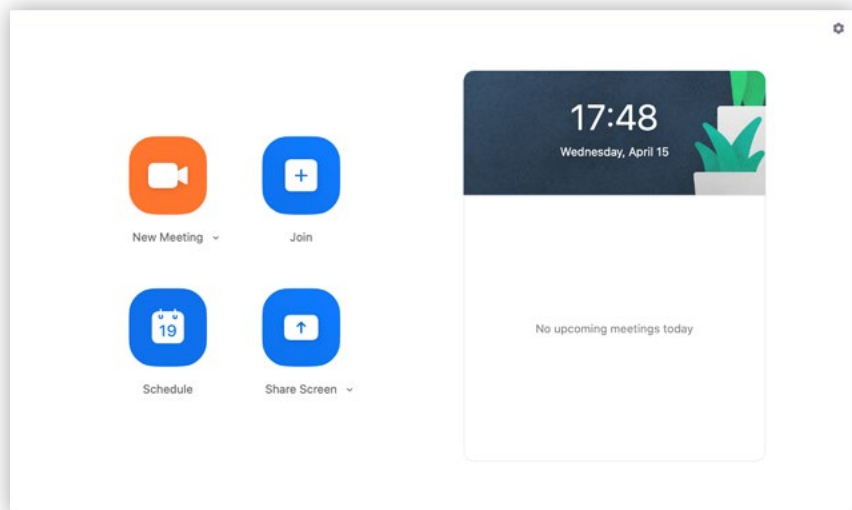 17:48
Wednesday, April 15
New Meeting
Join
19
Schedule
Share Screen
No upcoming meetings today